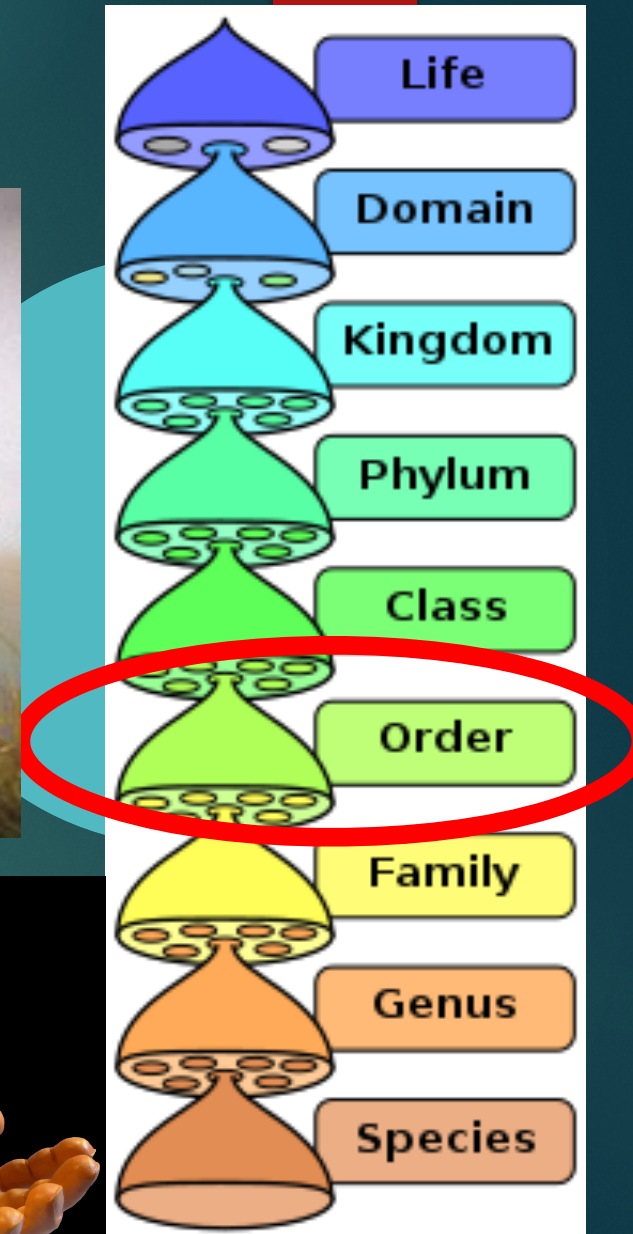 Life
Domain
Kingdom
Phylum
Class
Order
Family
Genus
Species